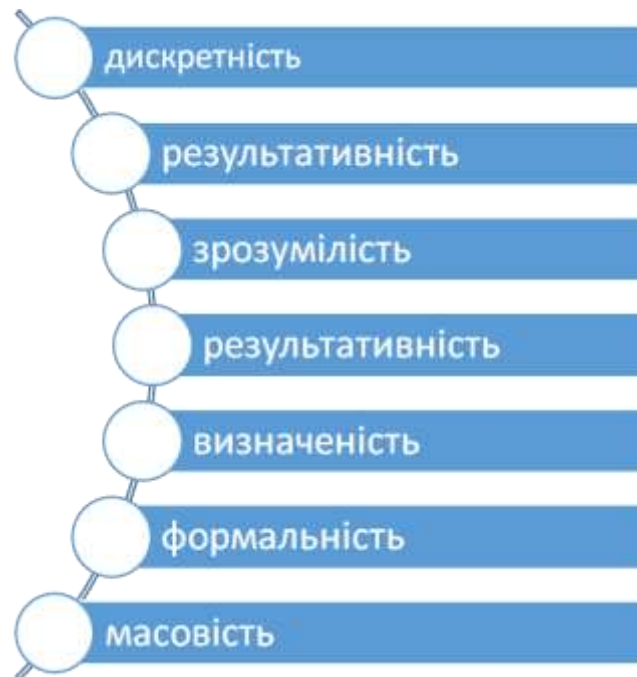 дискретність
результативність
зрозумілість
результативність
визначеність
формальність
масовість